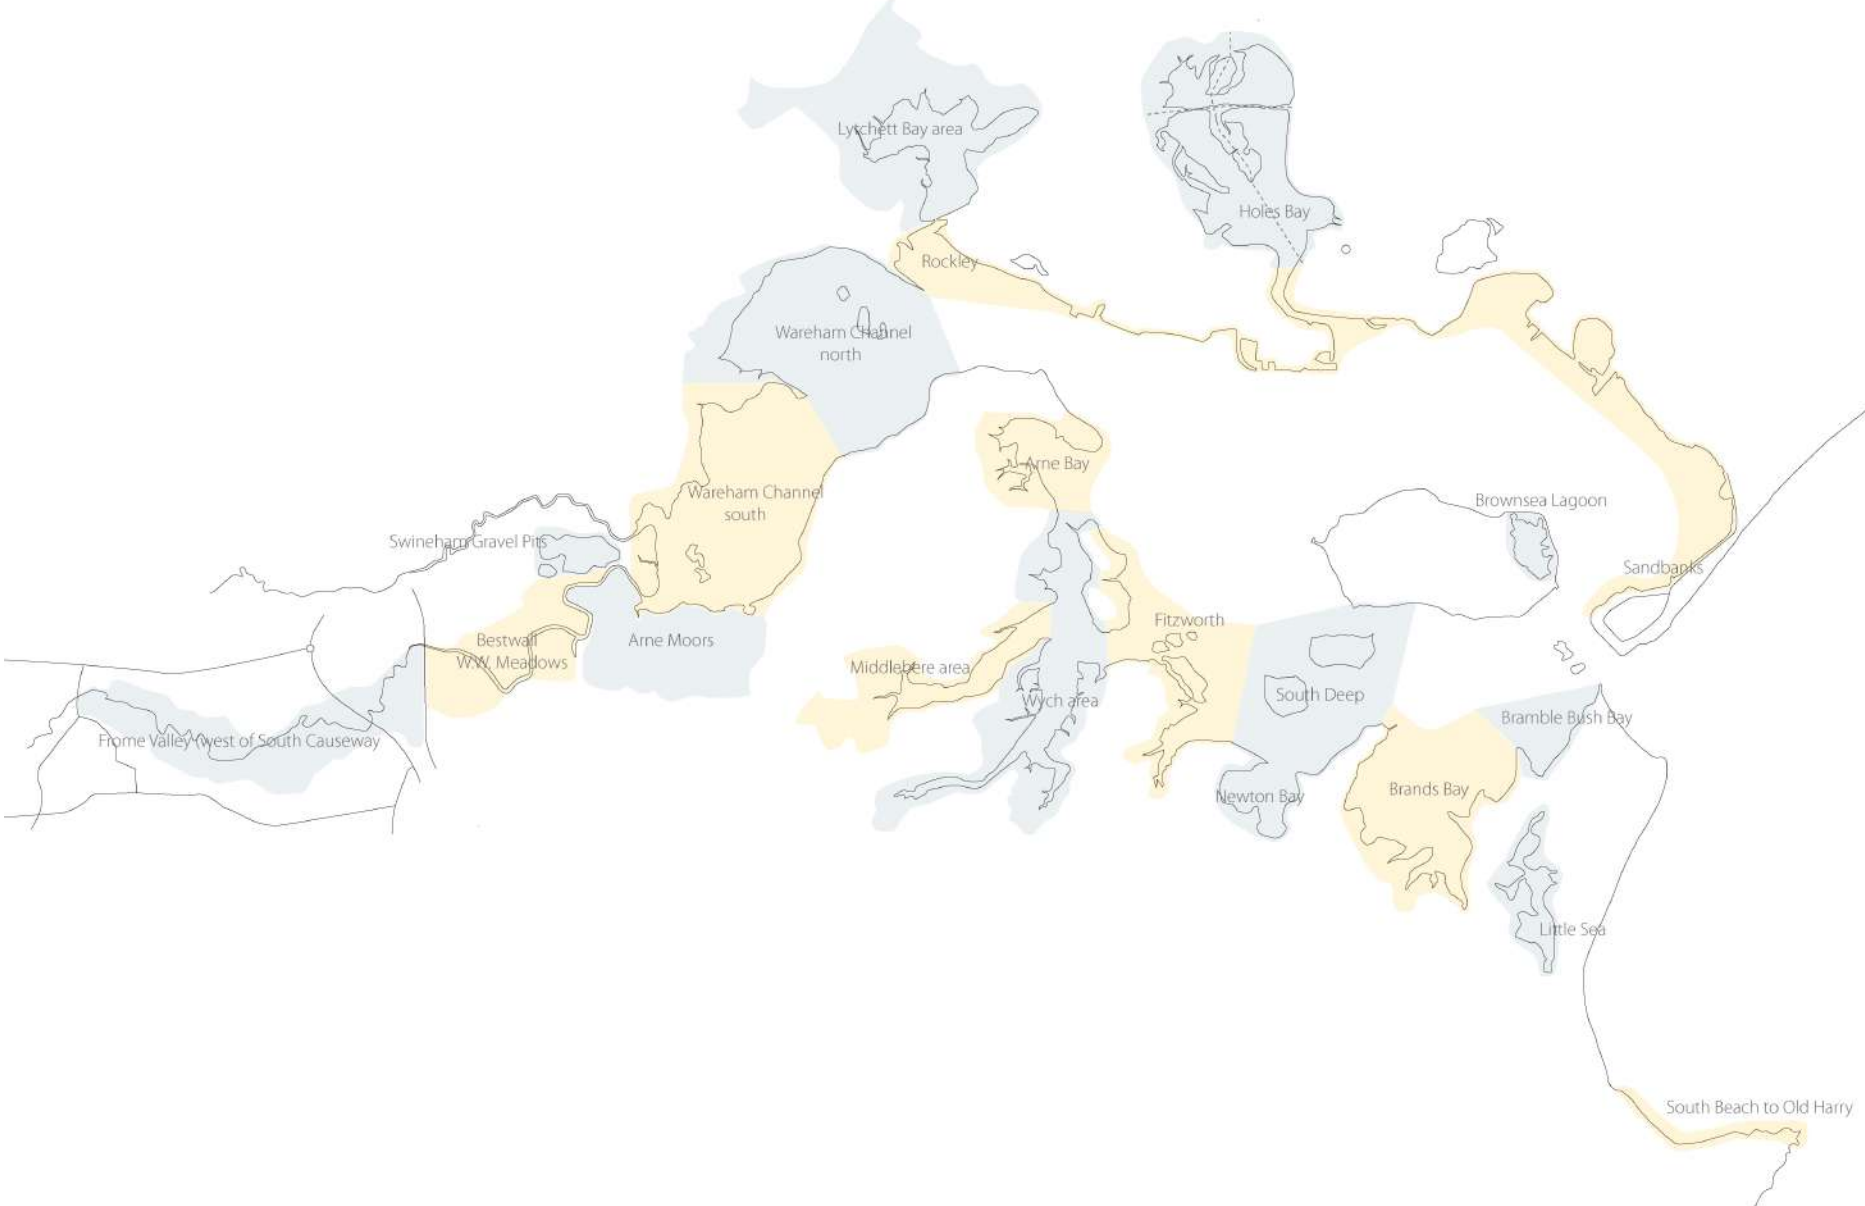 Lytchett Bay area
Holes Bay
Rockley
Wareham Channel
north
Arne Bay
Wareham Channel
south
Brownsea Lagoon
Swineham Gravel Pits
Sandbanks
Fitzworth
Bestwall
W.W. Meadows
Arne Moors
Middlebere area
Wych area
South Deep
Bramble Bush Bay
Frome Valley (west of South Causeway
Newton Bay
Brands Bay
Little Sea
South Beach to Old Harry